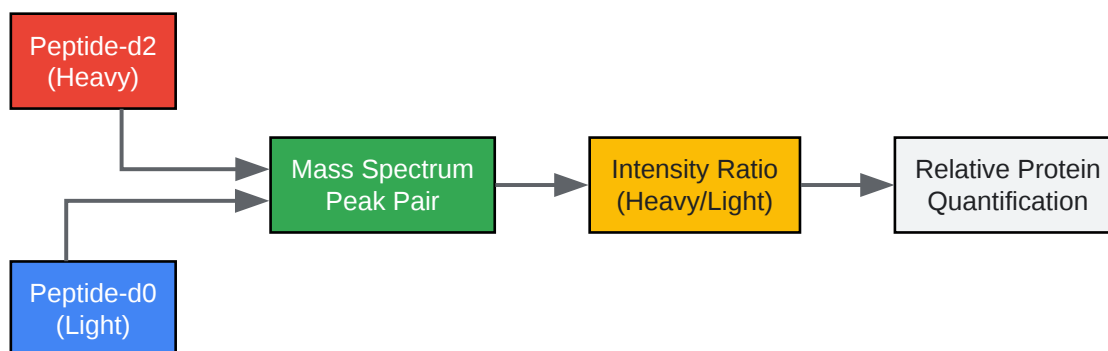 Peptide-d2
(Heavy)
Mass Spectrum
Peak Pair
Intensity Ratio
(Heavy/Light)
Relative Protein
Quantification
Peptide-d0
(Light)